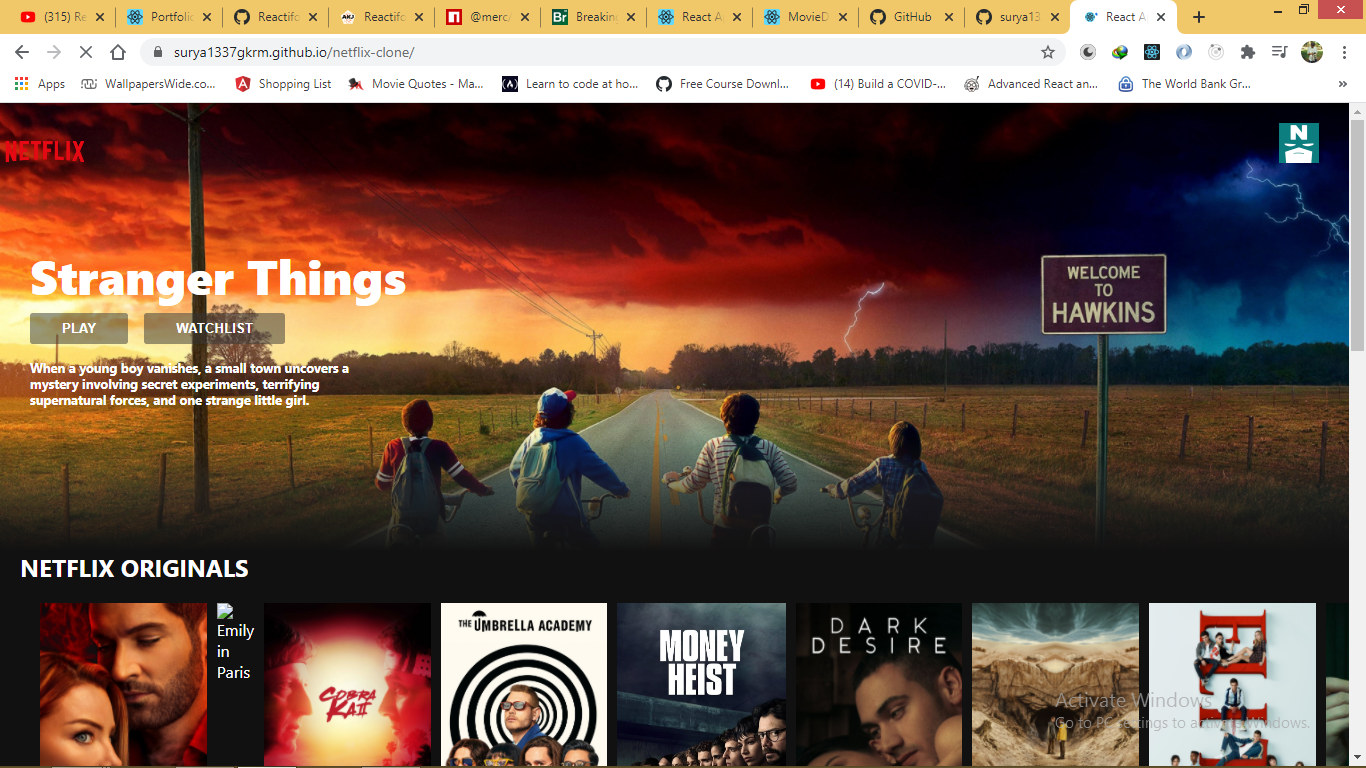 (315) Re
Portfolio
Reactifo
Reactifo
@merc/
Breaking
React Ap
MovieD
GitHub
surya13
React A
surya1337gkrm.github.io/netflix-clone/
Apps
WallpapersWide.co...
Shopping List
Movie Quotes - Ma...
Learn to code at ho...
Free Course Downl...
(14) Build a COVID-...
Advanced React an...
The World Bank Gr...
NETFLIX
N
Stranger Things
PLAY
WATCHLIST
When a young boy vanishes, a small town uncovers a
mystery involving secret experiments, terrifying
supernatural forces, and one strange little girl.
WELCOME
TO
HAWKINS
NETFLIX ORIGINALS
Emily
in
Paris
COBRA
KAI
THE UMBRELLA ACADEMY
MONEY
HEIST
DARK
DESIRE
Activate Windows
Go to PC settings to activate Windows.